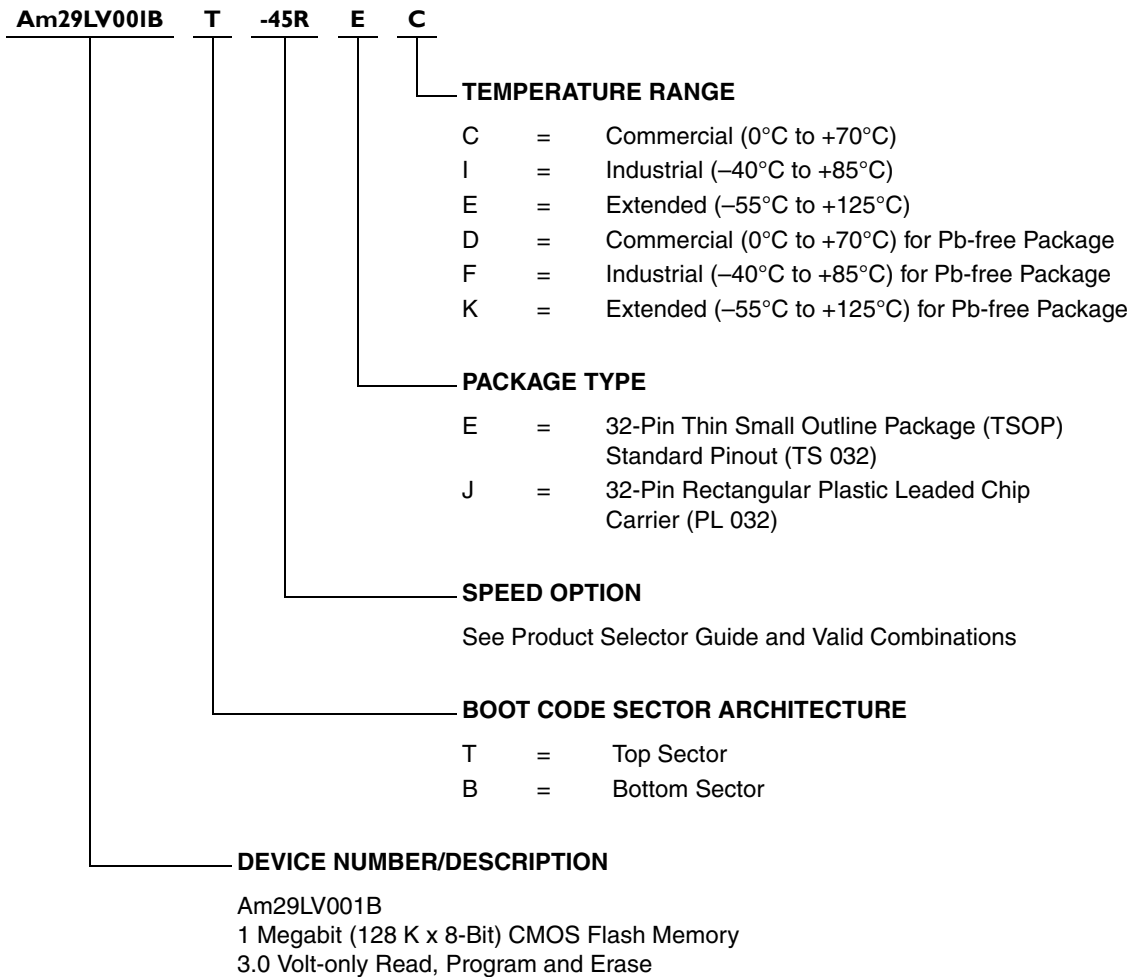 Am29LV001B T -45R E C
TEMPERATURE RANGE
C = Commercial (0°C to +70°C)
I = Industrial (–40°C to +85°C)
E = Extended (–55°C to +125°C)
D = Commercial (0°C to +70°C) for Pb-free Package
F = Industrial (–40°C to +85°C) for Pb-free Package
K = Extended (–55°C to +125°C) for Pb-free Package
PACKAGE TYPE
E = 32-Pin Thin Small Outline Package (TSOP)
Standard Pinout (TS 032)
J = 32-Pin Rectangular Plastic Leaded Chip
Carrier (PL 032)
SPEED OPTION
See Product Selector Guide and Valid Combinations
BOOT CODE SECTOR ARCHITECTURE
T = Top Sector
B = Bottom Sector
DEVICE NUMBER/DESCRIPTION
Am29LV001B
1 Megabit (128 K x 8-Bit) CMOS Flash Memory
3.0 Volt-only Read, Program and Erase